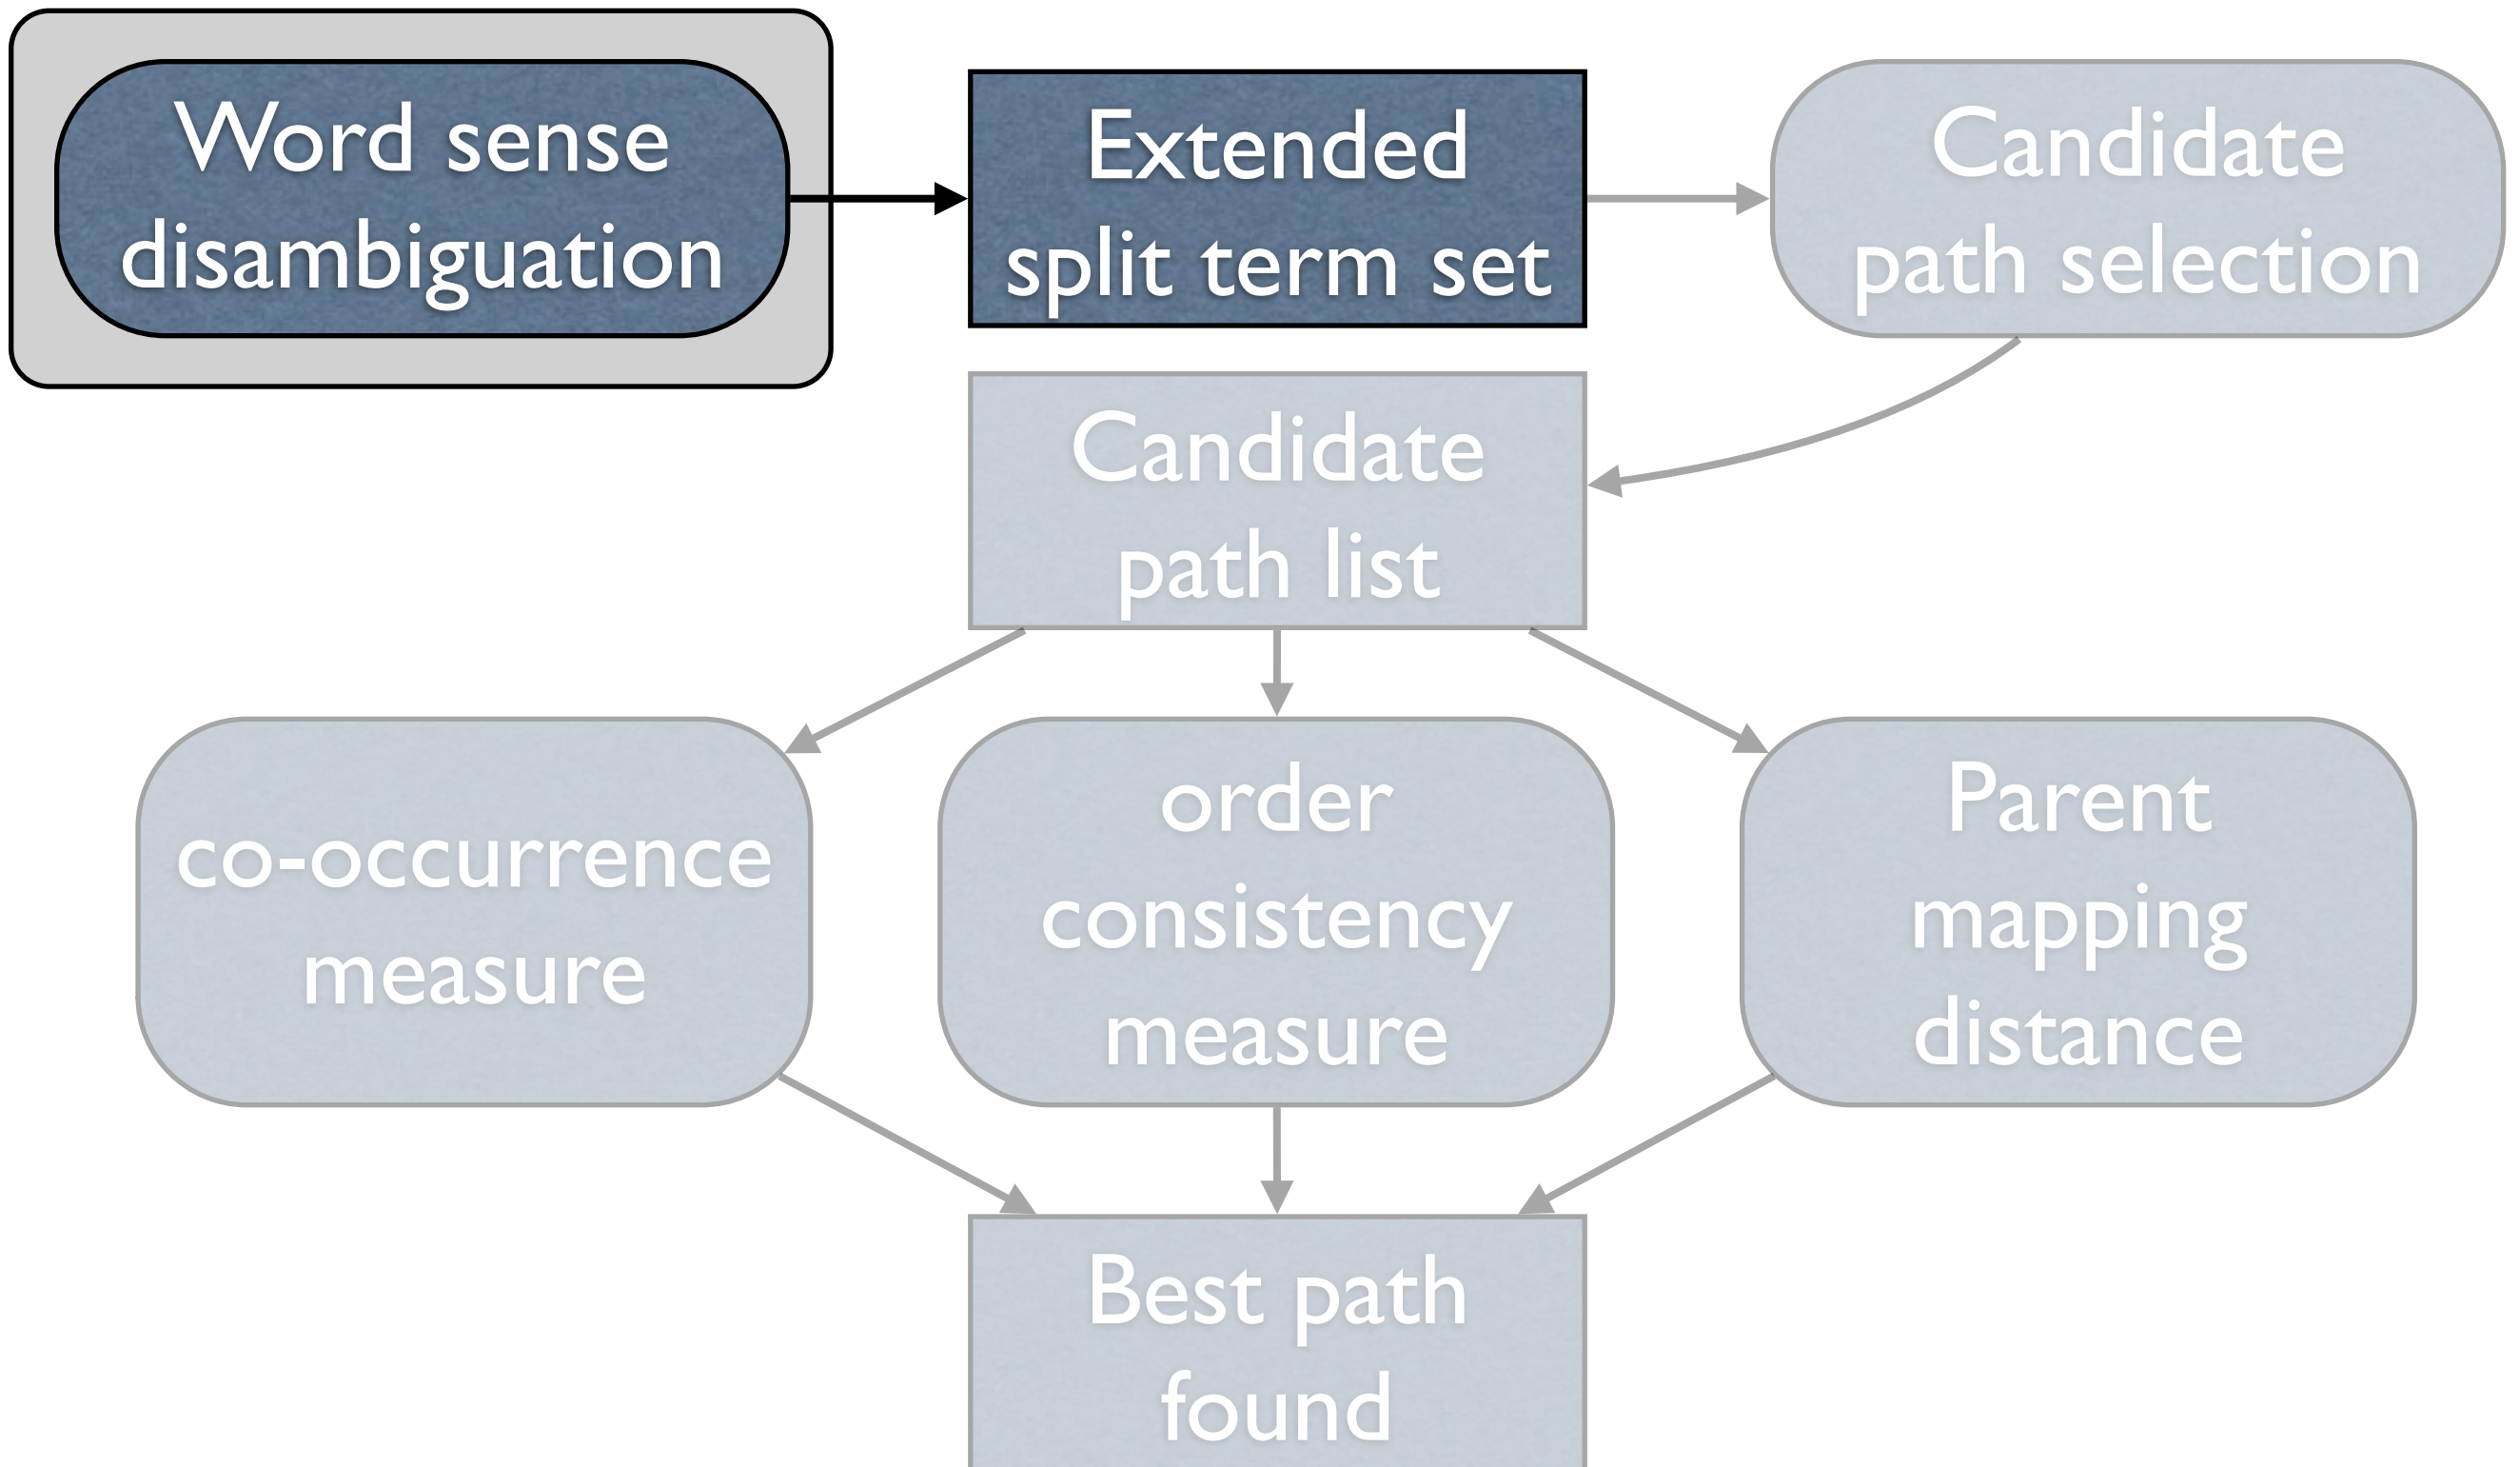 Word sense
disambiguation
Extended
split term set
Candidate
path selection
Candidate
path list
co-occurrence
measure
order
consistency
measure
Parent
mapping
distance
Best path
found